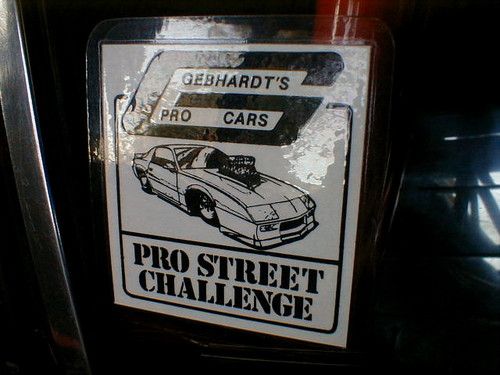 GEBHARDT'S
PRO CARS
PRO STREET
CHALLENGE